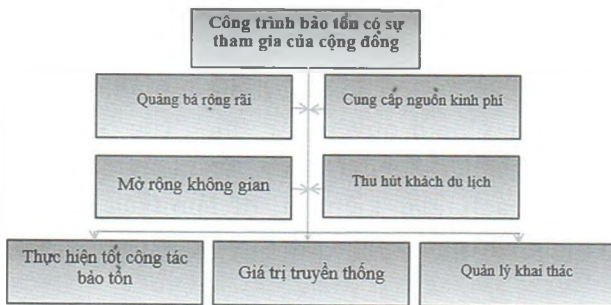 Công trình bảo tồn có sự
tham gia của cộng đồng
Quảng bá rộng rãi
Cung cấp nguồn kinh phí
Mở rộng không gian
Thu hút khách du lịch
Thực hiện tốt công tác
bảo tồn
Giá trị truyền thống
Quản lý khai thác